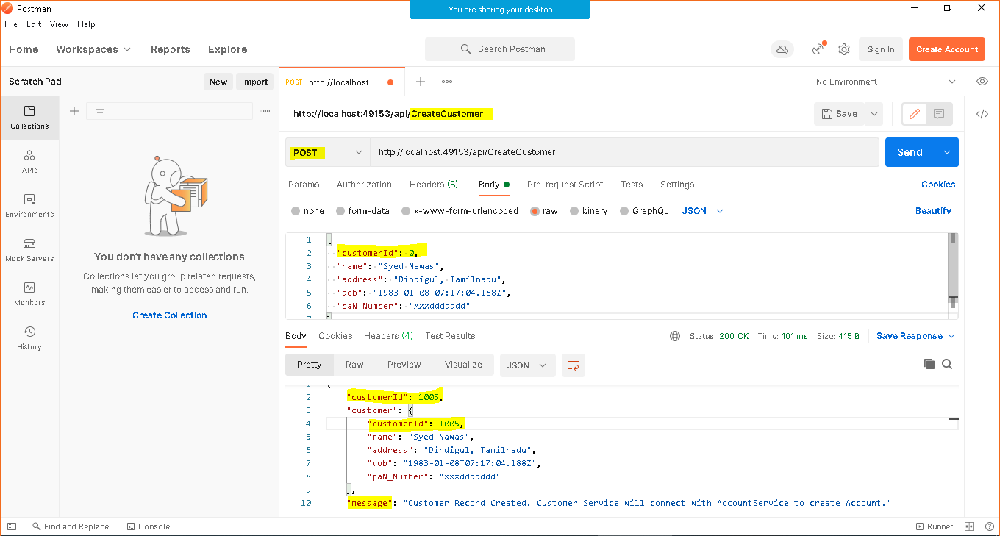 Postman
You are sharing your desktop
File Edit View Help
Home Workspaces Reports Explore
Search Postman
Sign In Create Account
Scratch Pad New Import
POST http://localhost:...
No Environment
Collections
APIs
Environments
Mock Servers
Monitors
History
You don't have any collections
Collections let you group related requests,
making them easier to access and run.
Create Collection
http://localhost:49153/api/CreateCustomer
Save
POST http://localhost:49153/api/CreateCustomer Send
Params Authorization Headers (8) Body Pre-request Script Tests Settings Cookies
none form-data x-www-form-urlencoded raw binary GraphQL JSON Beautify
1 {
2 "customerId": 0,
3 "name": "Syed Nawas",
4 "address": "Dindigul, Tamilnadu",
5 "dob": "1983-01-08T07:17:04.188Z",
6 "paN_Number": "xxxddddddd"
7 }
Body Cookies Headers (4) Test Results Status: 200 OK Time: 101 ms Size: 415 B Save Response
Pretty Raw Preview Visualize JSON
1 {
2 "customerId": 1005,
3 "customer": {
4 "customerId": 1005,
5 "name": "Syed Nawas",
6 "address": "Dindigul, Tamilnadu",
7 "dob": "1983-01-08T07:17:04.188Z",
8 "paN_Number": "xxxddddddd"
9 },
10 "message": "Customer Record Created. Customer Service will connect with AccountService to create Account."
Find and Replace Console Runner